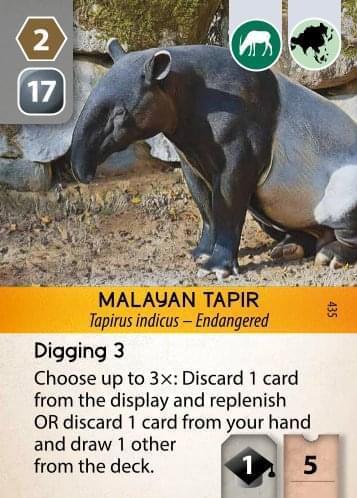 2
17
MALAYAN TAPIR
Tapirus indicus – Endangered
435
Digging 3
Choose up to 3×: Discard 1 card
from the display and replenish
OR discard 1 card from your hand
and draw 1 other
from the deck.
1
5